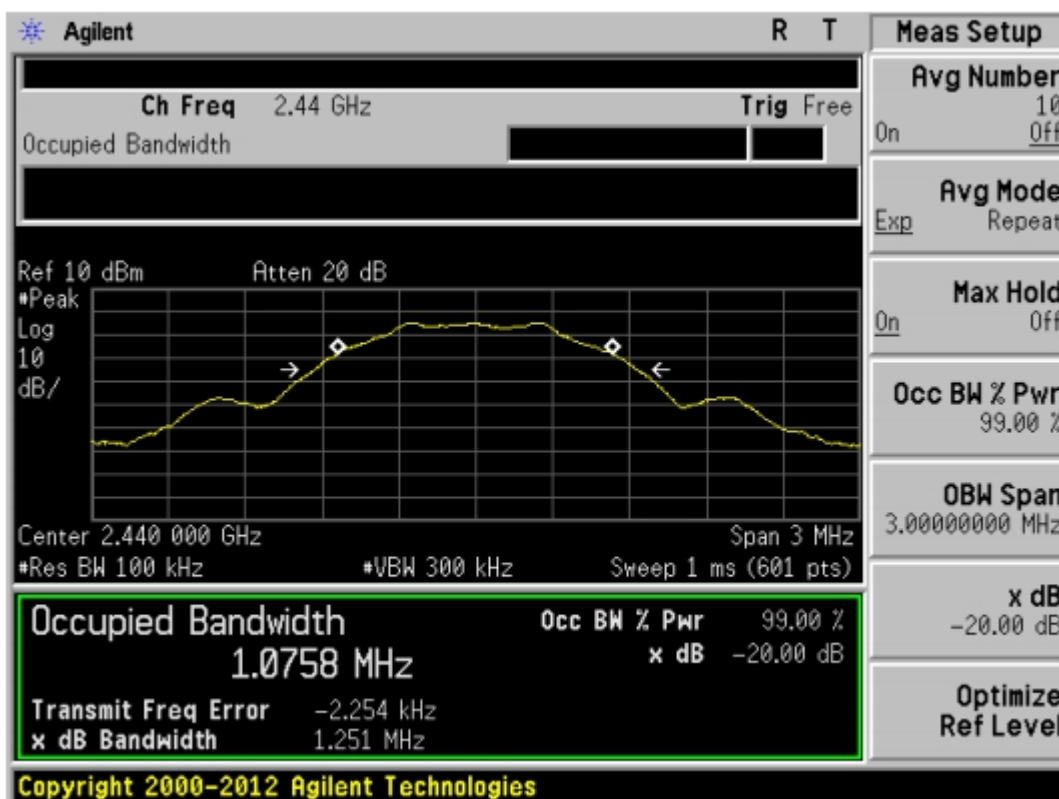 Agilent R T
Ch Freq 2.44 GHz Trig Free
Occupied Bandwidth
Ref 10 dBm Atten 20 dB
#Peak
Log
10
dB/
Center 2.440 000 GHz Span 3 MHz
#Res BW 100 kHz #VBW 300 kHz Sweep 1 ms (601 pts)
Occupied Bandwidth Occ BW % Pwr 99.00 %
1.0758 MHz x dB -20.00 dB
Transmit Freq Error -2.254 kHz
x dB Bandwidth 1.251 MHz
Copyright 2000-2012 Agilent Technologies
Meas Setup
Avg Number
10
On Off
Avg Mode
Exp Repeat
Max Hold
On Off
Occ BW % Pwr
99.00 %
OBW Span
3.00000000 MHz
x dB
-20.00 dB
Optimize
Ref Level